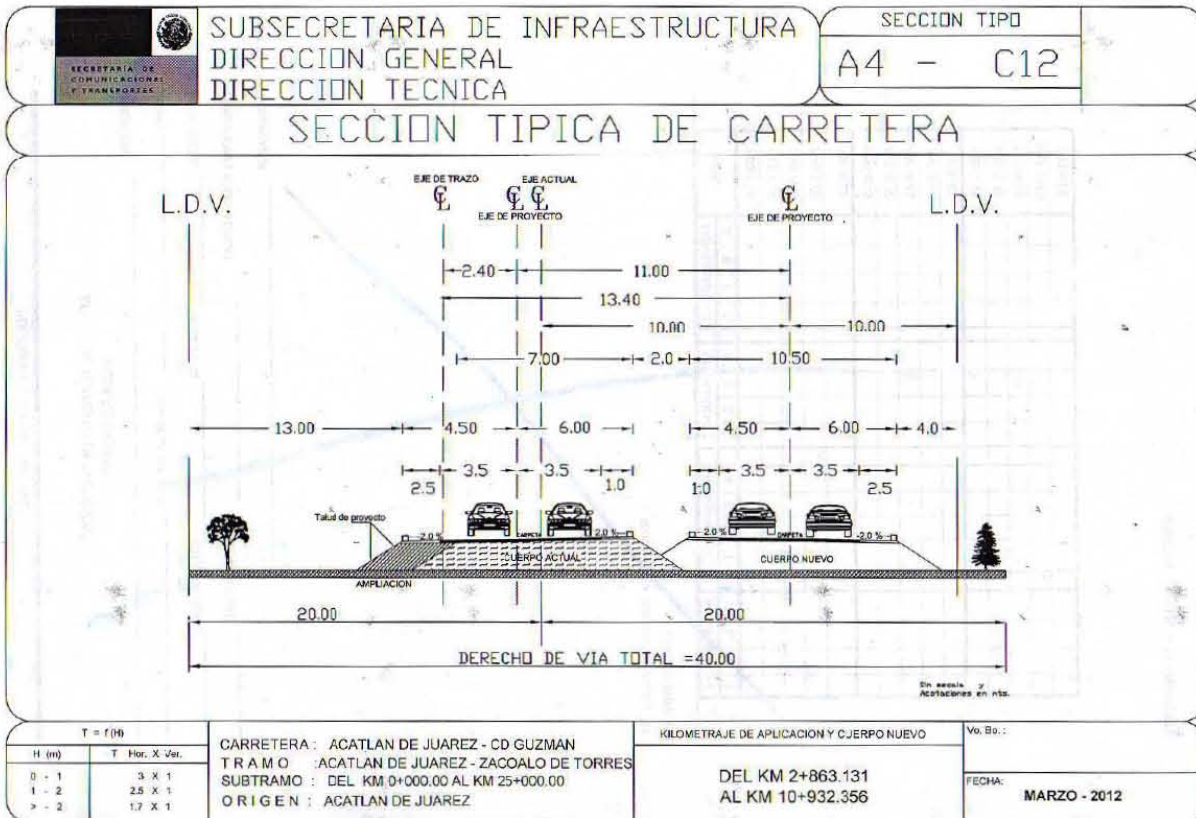 SECRETARÍA DE
COMUNICACIONES
Y TRANSPORTES
SUBSECRETARIA DE INFRAESTRUCTURA
DIRECCION GENERAL
DIRECCION TECNICA
SECCION TIPO
A4 - C12
SECCION TIPICA DE CARRETERA
EJE DE TRAZO
EJE ACTUAL
L.D.V.
EJE DE PROYECTO
EJE DE PROYECTO
L.D.V.
2.40
11.00
13.40
10.00
10.00
7.00
2.0
10.50
13.00
4.50
6.00
4.50
6.00
4.0
2.5
3.5
3.5
1.0
1.0
3.5
3.5
2.5
Talud de proyecto
-2.0 %
CARPETA
-2.0 %
-2.0 %
CARPETA
-2.0 %
CUERPO ACTUAL
CUERPO NUEVO
AMPLIACION
20.00
20.00
DERECHO DE VIA TOTAL =40.00
Sin escala y
Acotaciones en mts.
T = f(H)
H (m) T Hor. X Ver.
0 - 1 3 X 1
1 - 2 2.5 X 1
> - 2 1.7 X 1
CARRETERA : ACATLAN DE JUAREZ - CD GUZMAN
TRAMO :ACATLAN DE JUAREZ - ZACOALO DE TORRES
SUBTRAMO : DEL KM 0+000.00 AL KM 25+000.00
ORIGEN : ACATLAN DE JUAREZ
KILOMETRAJE DE APLICACION Y CUERPO NUEVO
DEL KM 2+863.131
AL KM 10+932.356
Vo. Bo. :
FECHA:
MARZO - 2012